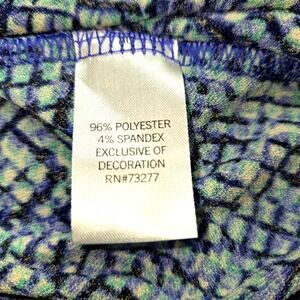 96% POLYESTER
4% SPANDEX
EXCLUSIVE OF
DECORATION
RN#73277